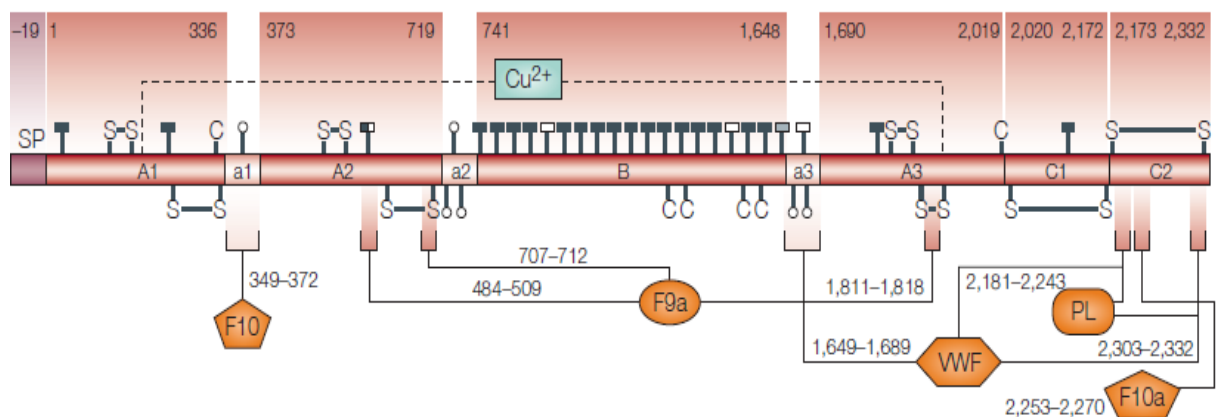 –19 1 336 373 719 741 1,648 1,690 2,019 2,020 2,172 2,173 2,332
Cu2+
SP S–S C S–S S–S C S S
A1 a1 A2 a2 B a3 A3 C1 C2
S S S S C C C C S–S S S
707–712
349–372 484–509 F9a 1,811–1,818 2,181–2,243
F10 PL
1,649–1,689 VWF 2,303–2,332
F10a
2,253–2,270